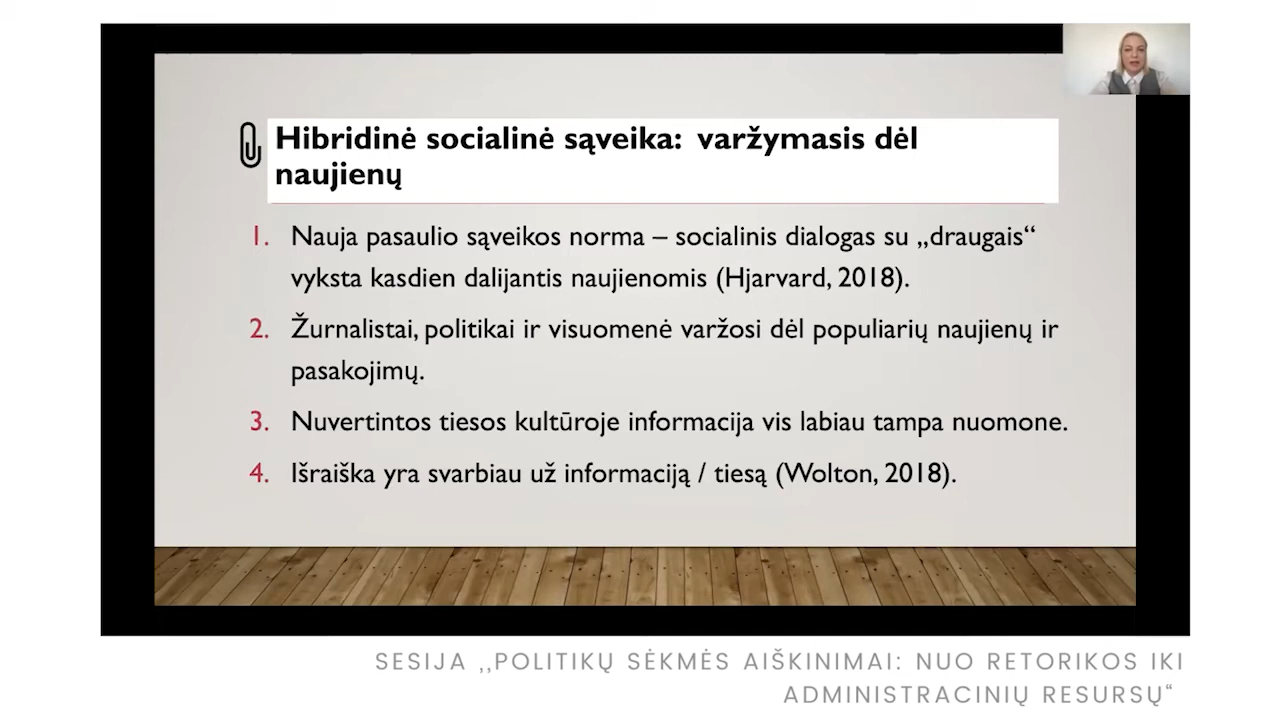 Hibridinė socialinė sąveika:  varžymasis dėl
naujienų
1. Nauja pasaulio sąveikos norma – socialinis dialogas su „draugais“
vyksta kasdien dalijantis naujienomis (Hjarvard, 2018).
2. Žurnalistai, politikai ir visuomenė varžosi dėl populiarių naujienų ir
pasakojimų.
3. Nuvertintos tiesos kultūroje informacija vis labiau tampa nuomone.
4. Išraiška yra svarbiau už informaciją / tiesą (Wolton, 2018).
SESIJA ,,POLITIKŲ SĖKMĖS AIŠKINIMAI: NUO RETORIKOS IKI
ADMINISTRACINIŲ RESURSŲ“